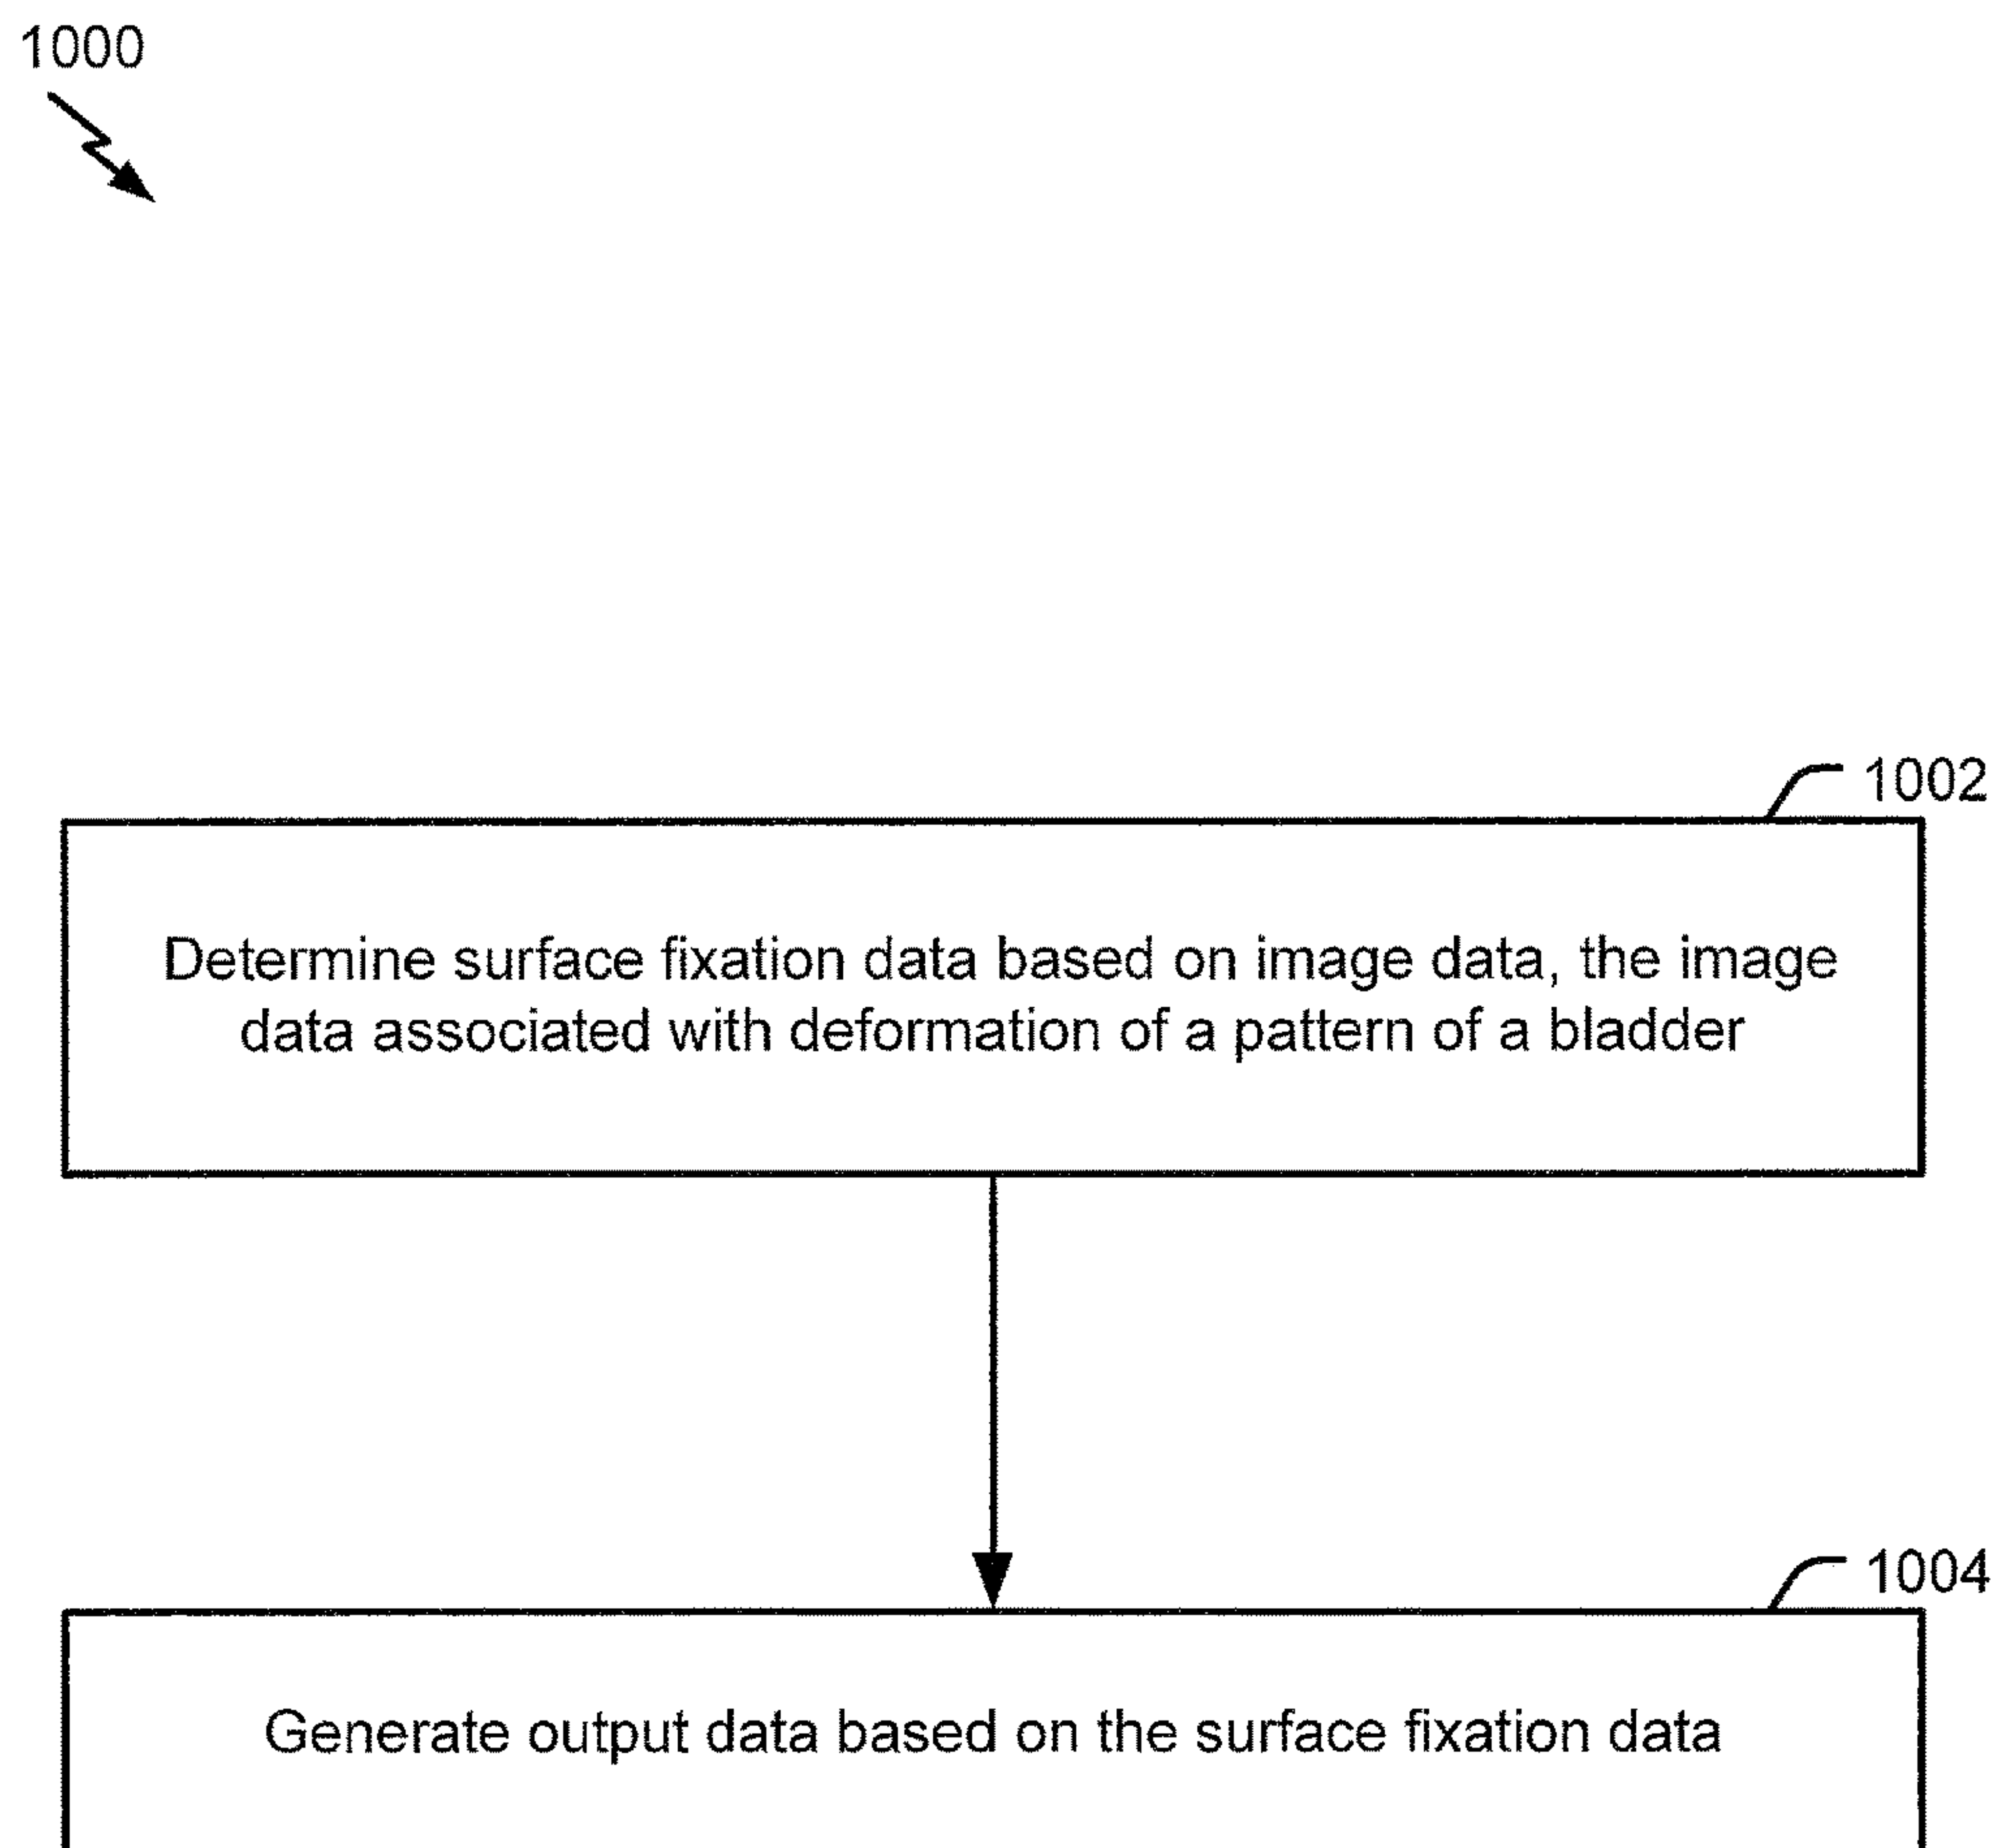 1000
1002
Determine surface fixation data based on image data, the image
data associated with deformation of a pattern of a bladder
1004
Generate output data based on the surface fixation data